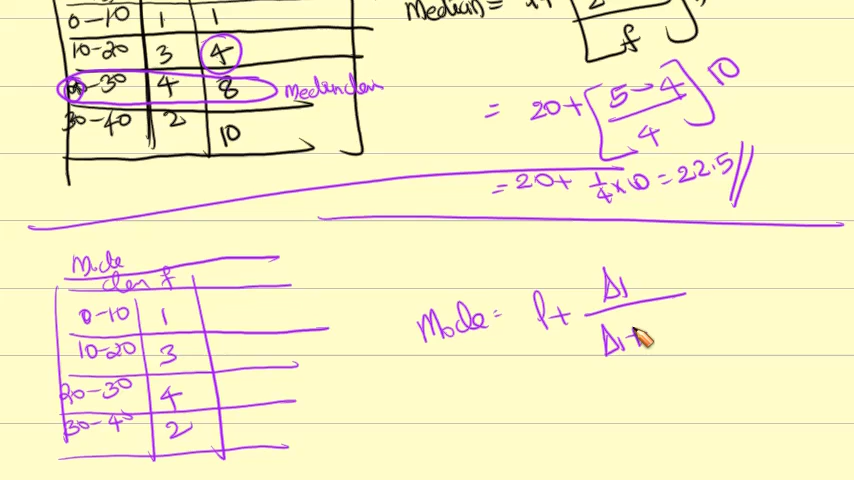 0-10 1 1
10-20 3 4
20-30 4 8 Median clan
30-40 2 10
Median =
f
= 20+ [5-4/4] 10
= 20+ 1/4 × 10 = 22.5//
Mode
clan f
0-10 1
10-20 3
20-30 4
30-40 2
Mode = l + Δ1
Δ1+